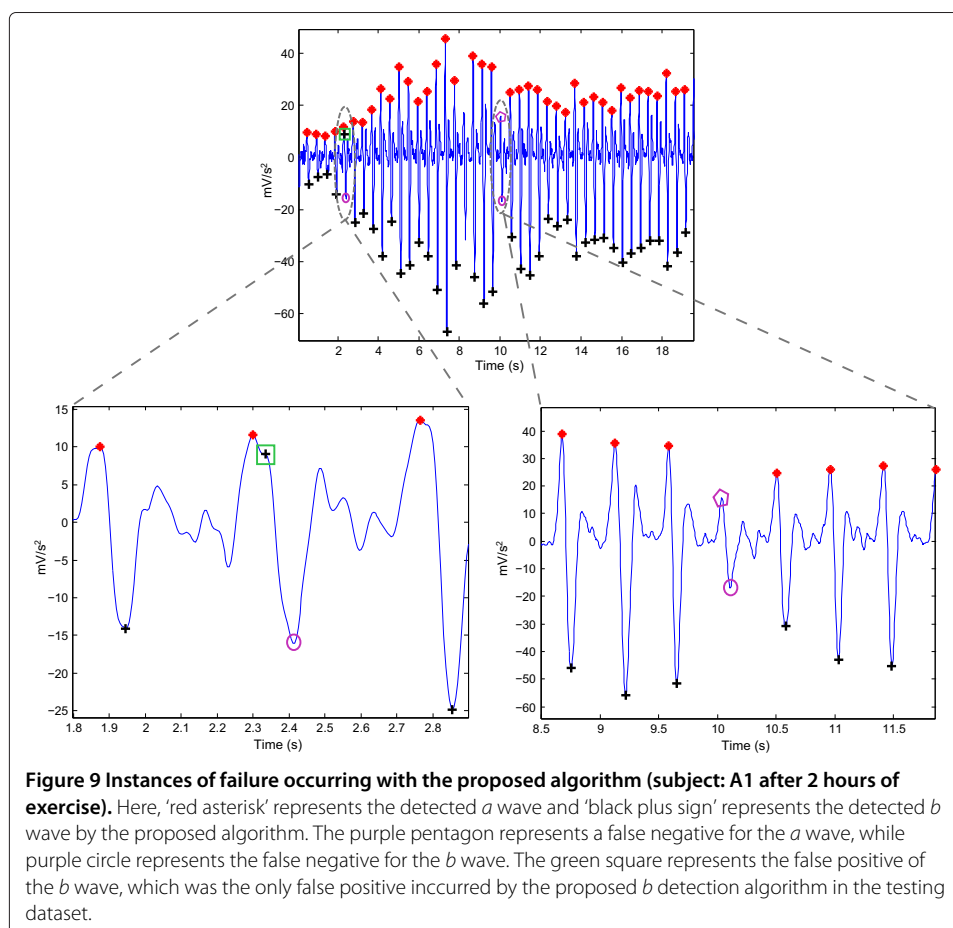 40
20
0
−20
−40
−60
mV/s²
2 4 6 8 10 12 14 16 18
Time (s)
15
10
5
0
−5
−10
−15
−20
−25
mV/s²
1.8 1.9 2 2.1 2.2 2.3 2.4 2.5 2.6 2.7 2.8
Time (s)
40
30
20
10
0
−10
−20
−30
−40
−50
−60
mV/s²
8.5 9 9.5 10 10.5 11 11.5
Time (s)
Figure 9 Instances of failure occurring with the proposed algorithm (subject: A1 after 2 hours of
exercise). Here, ‘red asterisk’ represents the detected a wave and ‘black plus sign’ represents the detected b
wave by the proposed algorithm. The purple pentagon represents a false negative for the a wave, while
purple circle represents the false negative for the b wave. The green square represents the false positive of
the b wave, which was the only false positive inccurred by the proposed b detection algorithm in the testing
dataset.